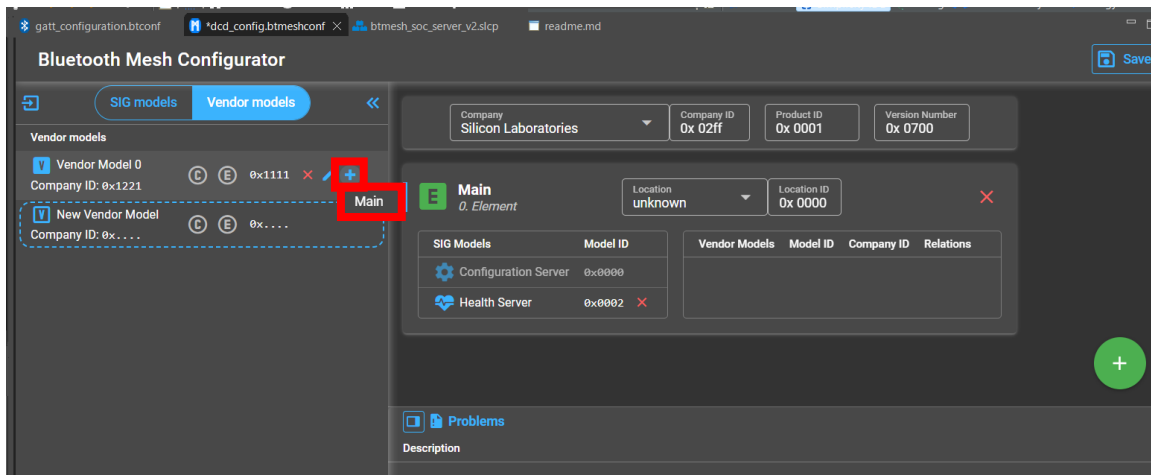 gatt_configuration.btconf
*dcd_config.btmeshconf
btmesh_soc_server_v2.slcp
readme.md
Bluetooth Mesh Configurator
Save
SIG models
Vendor models
Vendor models
V
Vendor Model 0
Company ID: 0x1221
C E 0x1111
Main
V
New Vendor Model
Company ID: 0x....
C E 0x....
Company
Silicon Laboratories
Company ID
0x 02ff
Product ID
0x 0001
Version Number
0x 0700
E
Main
0. Element
Location
unknown
Location ID
0x 0000
SIG Models Model ID
Configuration Server 0x0000
Health Server 0x0002
Vendor Models Model ID Company ID Relations
Problems
Description